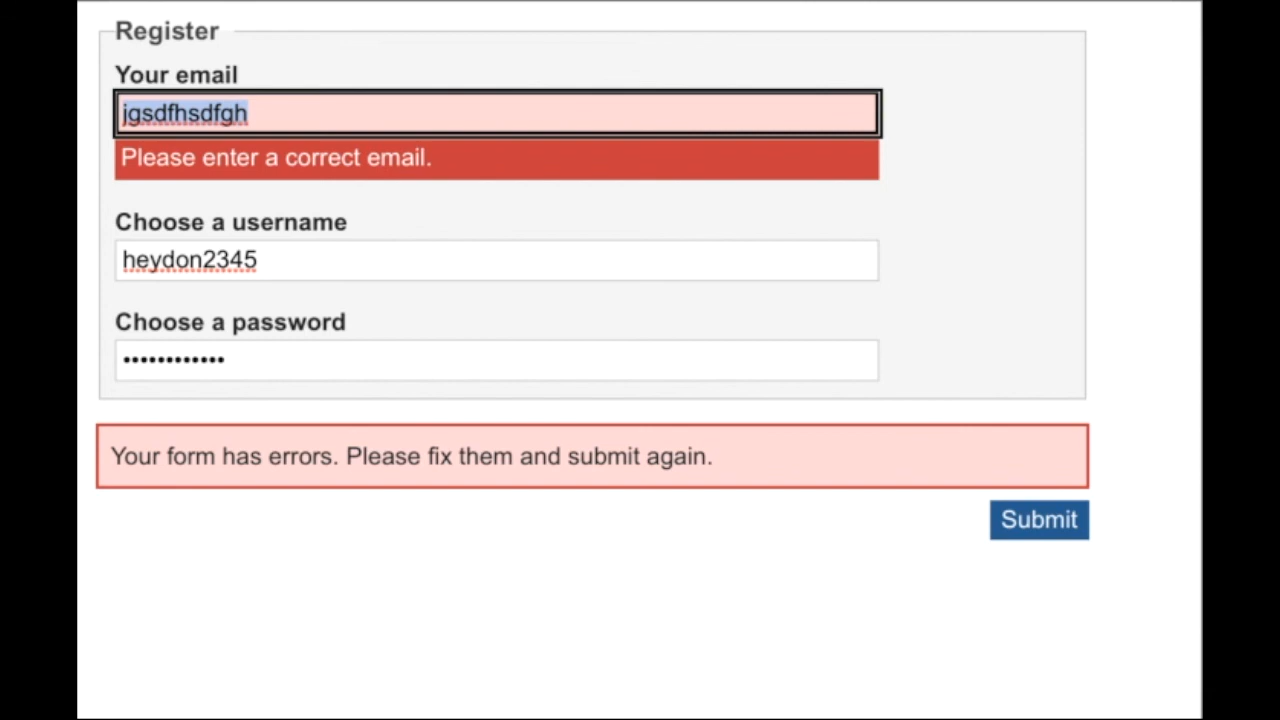 Register
Your email
jgsdfhsdfgh
Please enter a correct email.
Choose a username
heydon2345
Choose a password
••••••••••••
Your form has errors. Please fix them and submit again.
Submit